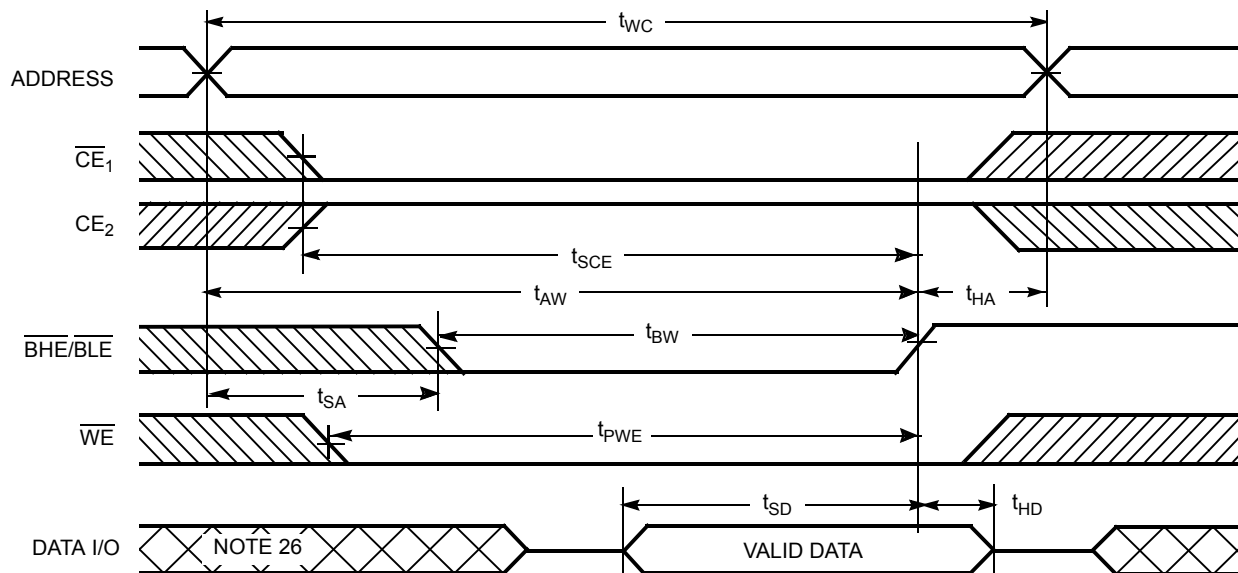 tWC
ADDRESS
CE1
CE2
tSCE
tAW
tHA
BHE/BLE
tBW
tSA
WE
tPWE
tSD
tHD
DATA I/O
NOTE 26
VALID DATA